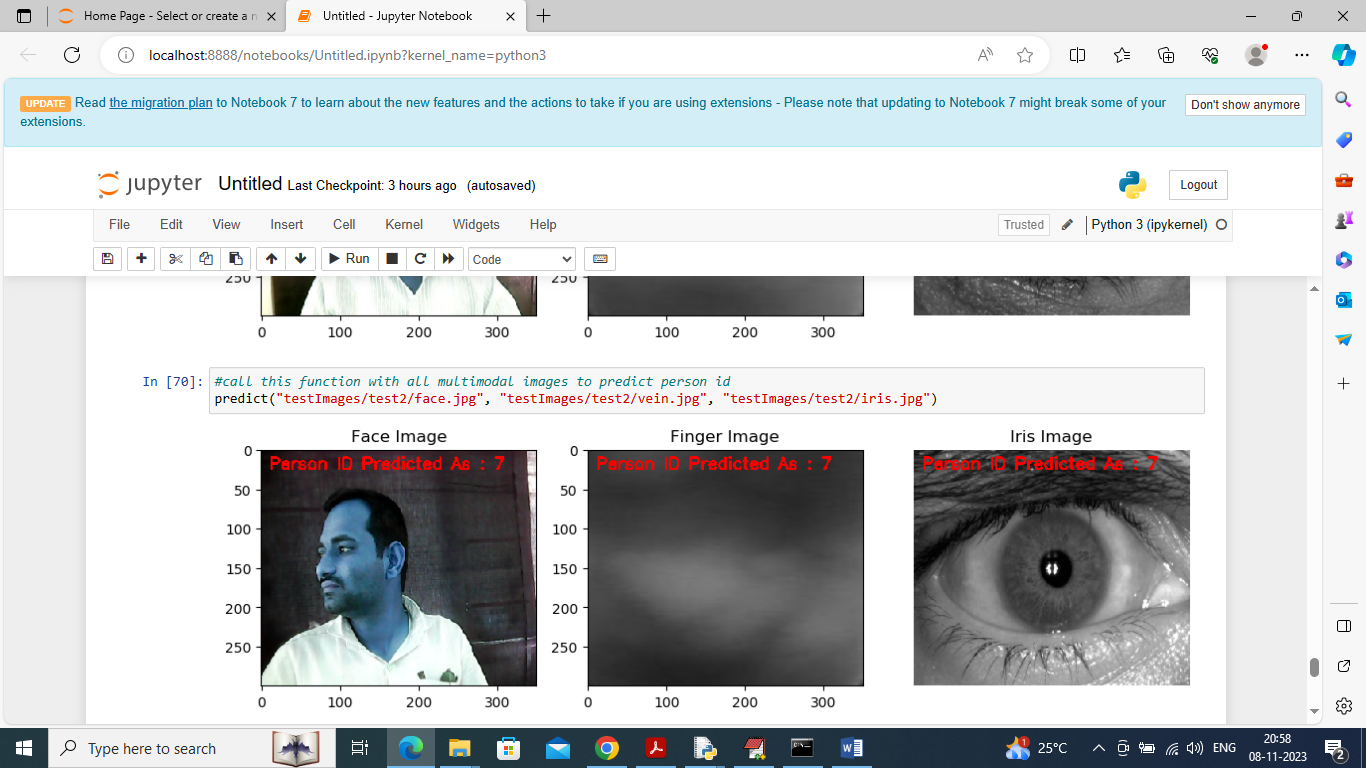 Home Page - Select or create a n
Untitled - Jupyter Notebook
localhost:8888/notebooks/Untitled.ipynb?kernel_name=python3
UPDATE Read the migration plan to Notebook 7 to learn about the new features and the actions to take if you are using extensions - Please note that updating to Notebook 7 might break some of your
extensions.
Don't show anymore
jupyter Untitled Last Checkpoint: 3 hours ago (autosaved)
Logout
File Edit View Insert Cell Kernel Widgets Help
Trusted Python 3 (ipykernel)
Run Code
250 250
0 100 200 300 0 100 200 300
In [70]: #call this function with all multimodal images to predict person id
predict("testImages/test2/face.jpg", "testImages/test2/vein.jpg", "testImages/test2/iris.jpg")
Face Image Finger Image Iris Image
0 Person ID Predicted As : 7 0 Person ID Predicted As : 7 Person ID Predicted As : 7
50 50
100 100
150 150
200 200
250 250
0 100 200 300 0 100 200 300
Type here to search
1
25°C
ENG
20:58
08-11-2023
2